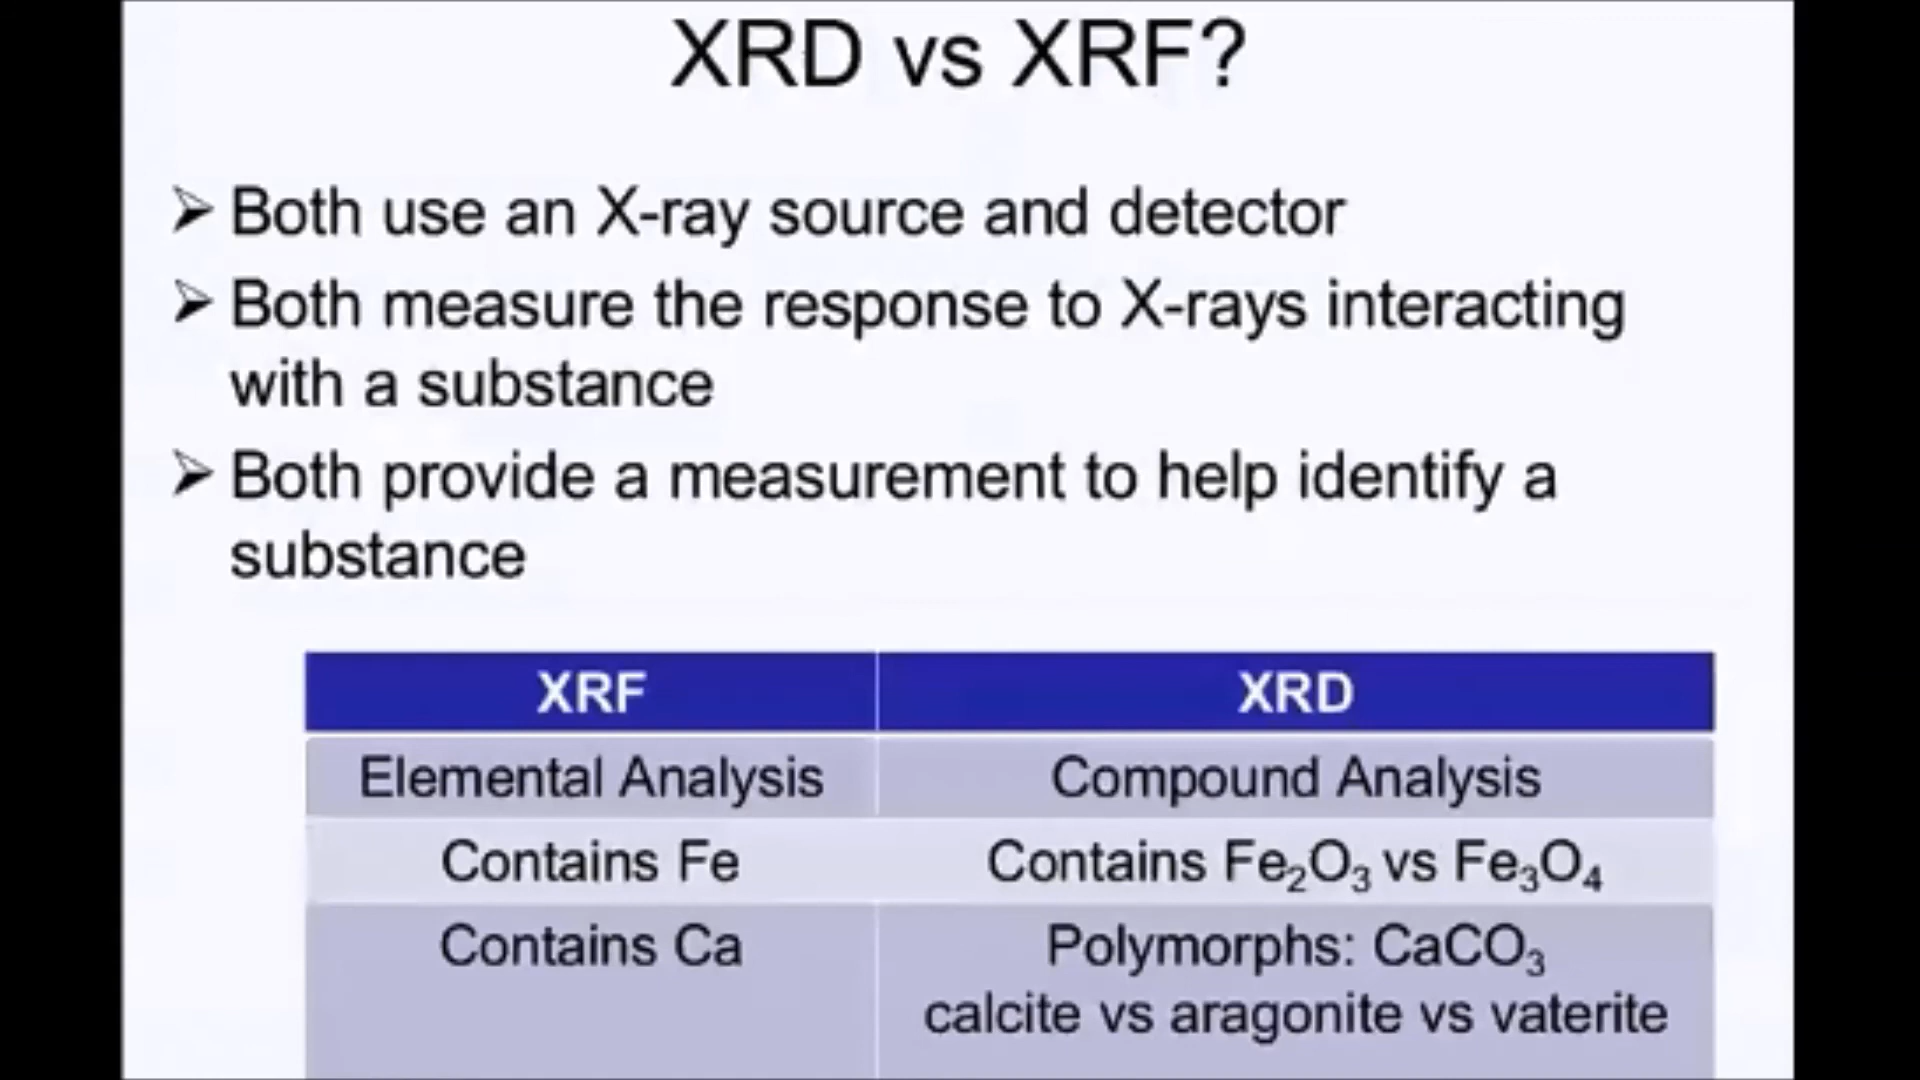 XRD vs XRF?
➢ Both use an X-ray source and detector
➢ Both measure the response to X-rays interacting
with a substance
➢ Both provide a measurement to help identify a
substance
XRF XRD
Elemental Analysis Compound Analysis
Contains Fe Contains Fe₂O₃ vs Fe₃O₄
Contains Ca Polymorphs: CaCO₃
calcite vs aragonite vs vaterite